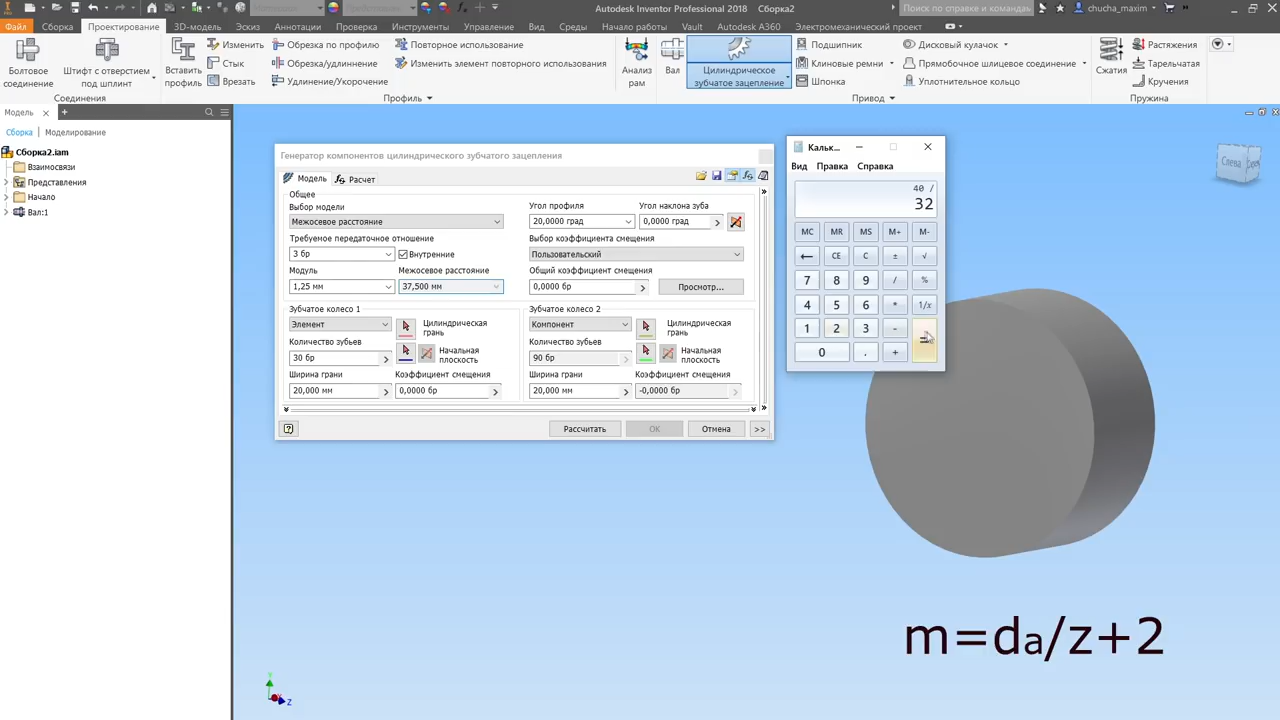 Autodesk Inventor Professional 2018 Сборка2
Поиск по справке и командам
chucha_maxim
Файл Сборка Проектирование 3D-модель Эскиз Аннотации Проверка Инструменты Управление Вид Среды Начало работы Vault Autodesk A360 Электромеханический проект
Болтовое соединение
Штифт с отверстием под шплинт
Соединения
Вставить профиль
Изменить
Стык
Врезать
Обрезка по профилю
Обрезка/удлиннение
Удлинение/Укорочение
Повторное использование
Изменить элемент повторного использования
Профиль
Анализ рам
Вал
Цилиндрическое зубчатое зацепление
Подшипник
Клиновые ремни
Шпонка
Дисковый кулачок
Прямобочное шлицевое соединение
Уплотнительное кольцо
Привод
Сжатия
Растяжения
Тарельчатая
Кручения
Пружина
Модель
Сборка Моделирование
Сборка2.iam
Взаимосвязи
Представления
Начало
Вал:1
Генератор компонентов цилиндрического зубчатого зацепления
Модель
fx Расчет
Общее
Выбор модели
Межосевое расстояние
Угол профиля
Угол наклона зуба
20,0000 град
0,0000 град
Требуемое передаточное отношение
3 бр
Внутренние
Выбор коэффициента смещения
Пользовательский
Модуль
Межосевое расстояние
1,25 мм
37,500 мм
Общий коэффициент смещения
0,0000 бр
Просмотр...
Зубчатое колесо 1
Элемент
Цилиндрическая грань
Количество зубьев
30 бр
Начальная плоскость
Ширина грани
Коэффициент смещения
20,000 мм
0,0000 бр
Зубчатое колесо 2
Компонент
Цилиндрическая грань
Количество зубьев
90 бр
Начальная плоскость
Ширина грани
Коэффициент смещения
20,000 мм
-0,0000 бр
Рассчитать
ОК
Отмена
>>
Кальк...
Вид Правка Справка
40 /
32
MC MR MS M+ M-
← CE C ± √
7 8 9 / %
4 5 6 * 1/x
1 2 3 - =
0 . +
Слева
m=da/z+2
Y
Z